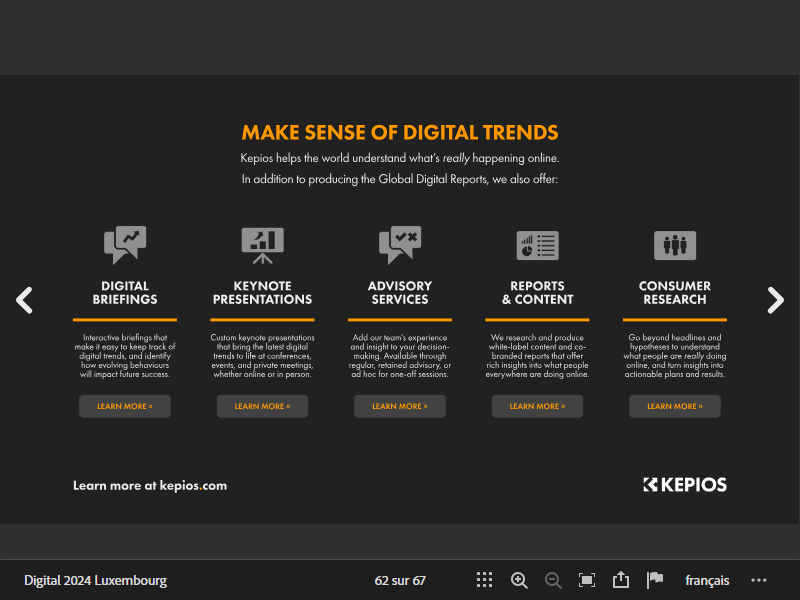 MAKE SENSE OF DIGITAL TRENDS
Kepios helps the world understand what's really happening online.
In addition to producing the Global Digital Reports, we also offer:
DIGITAL
BRIEFINGS
Interactive briefings that
make it easy to keep track of
digital trends, and identify
how evolving behaviours
will impact future success.
LEARN MORE »
KEYNOTE
PRESENTATIONS
Custom keynote presentations
that bring the latest digital
trends to life at conferences,
events, and private meetings,
whether online or in person.
LEARN MORE »
ADVISORY
SERVICES
Add our team's experience
and insight to your decision-
making. Available through
regular, retained advisory, or
ad hoc for one-off sessions.
LEARN MORE »
REPORTS
& CONTENT
We research and produce
white-label content and co-
branded reports that offer
rich insights into what people
everywhere are doing online.
LEARN MORE »
CONSUMER
RESEARCH
Go beyond headlines and
hypotheses to understand
what people are really doing
online, and turn insights into
actionable plans and results.
LEARN MORE »
Learn more at kepios.com
KEPIOS
Digital 2024 Luxembourg
62 sur 67
français